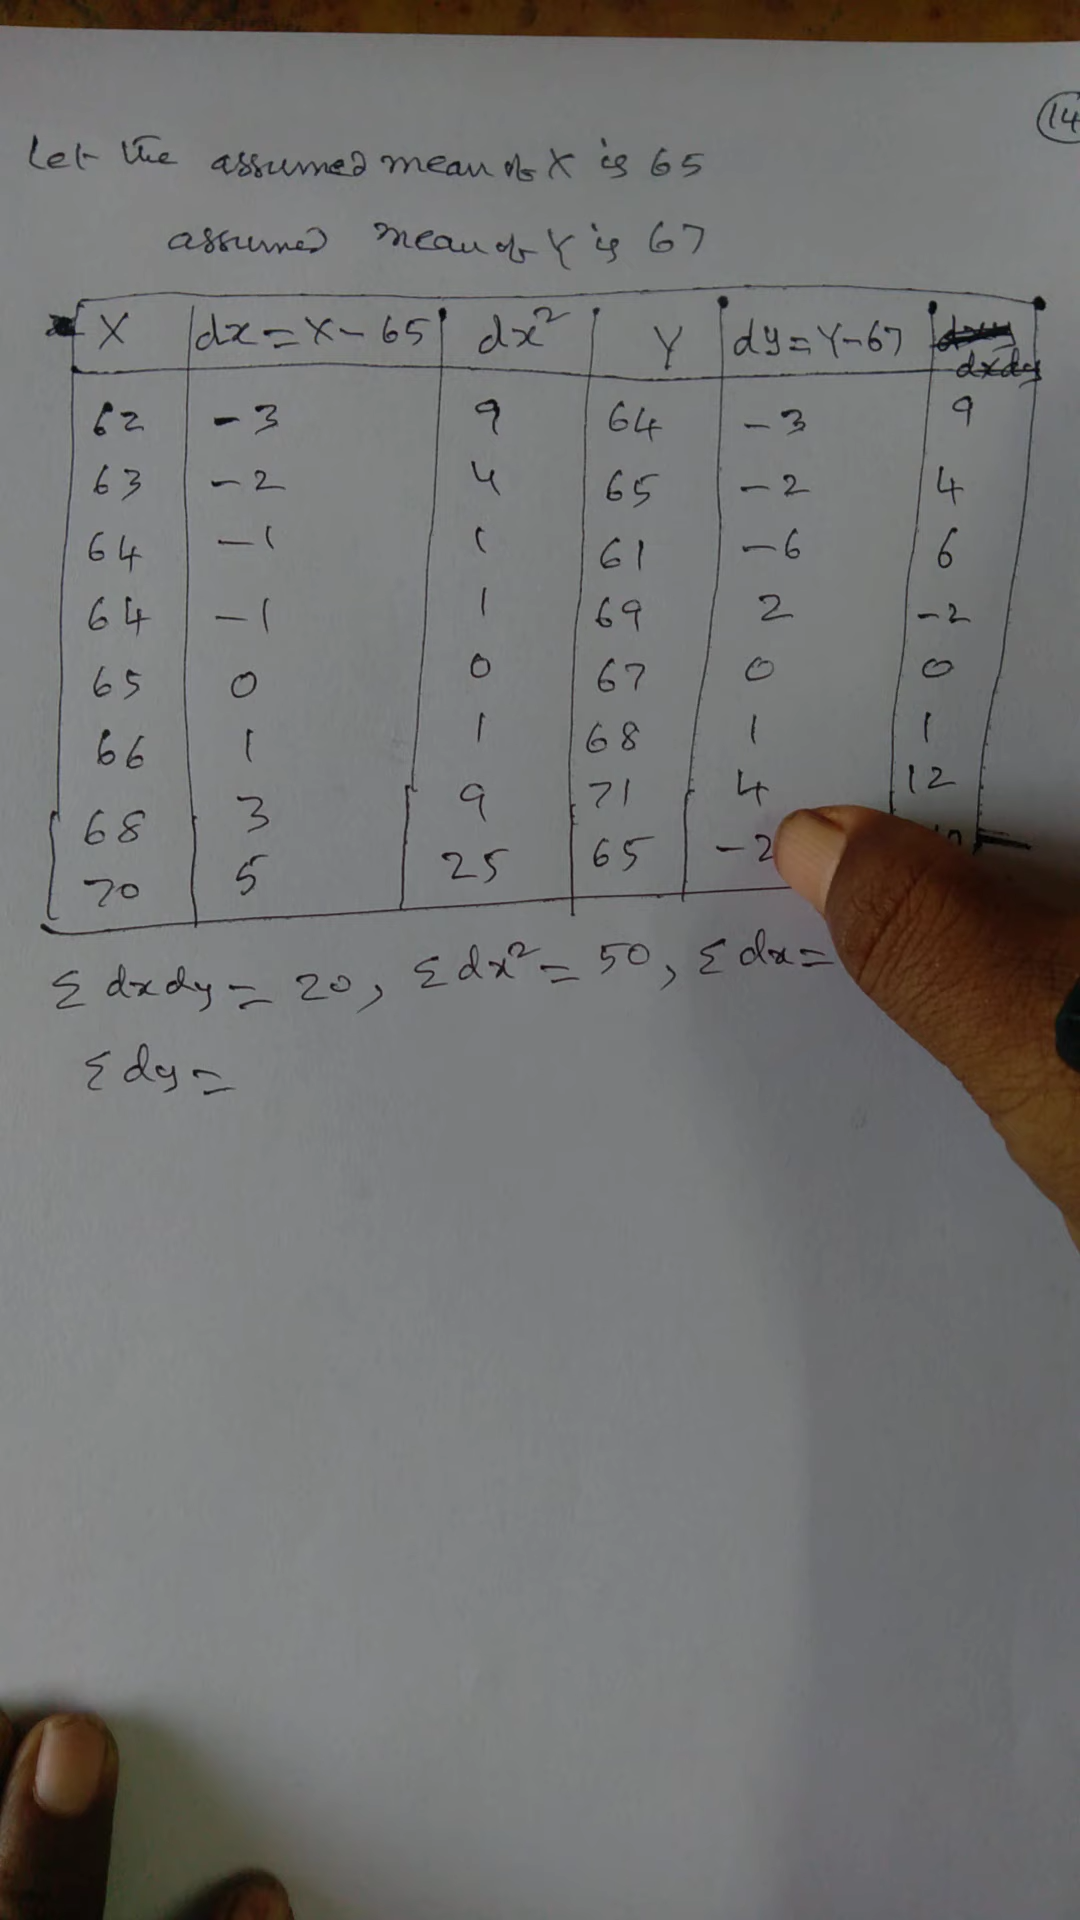 14
Let the assumed mean of X is 65
assumed mean of Y is 67
X dx = X - 65 dx² Y dy = Y - 67 dxdy
62 -3 9 64 -3 9
63 -2 4 65 -2 4
64 -1 1 61 -6 6
64 -1 1 69 2 -2
65 0 0 67 0 0
66 1 1 68 1 1
68 3 9 71 4 12
70 5 25 65 -2
Σ dxdy = 20, Σ dx² = 50, Σ dx =
Σ dy =